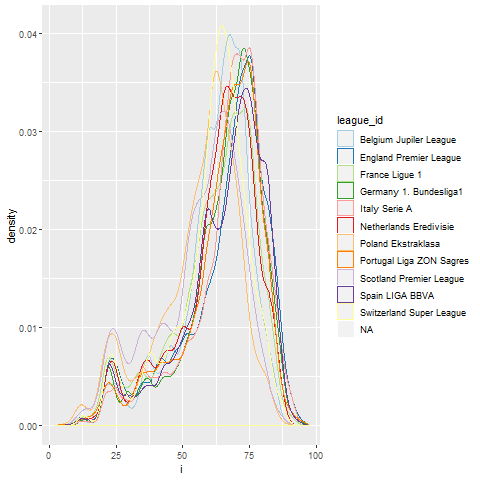 0.04
0.03
0.02
0.01
0.00
density
0
25
50
75
100
i
league_id
Belgium Jupiler League
England Premier League
France Ligue 1
Germany 1. Bundesliga1
Italy Serie A
Netherlands Eredivisie
Poland Ekstraklasa
Portugal Liga ZON Sagres
Scotland Premier League
Spain LIGA BBVA
Switzerland Super League
NA